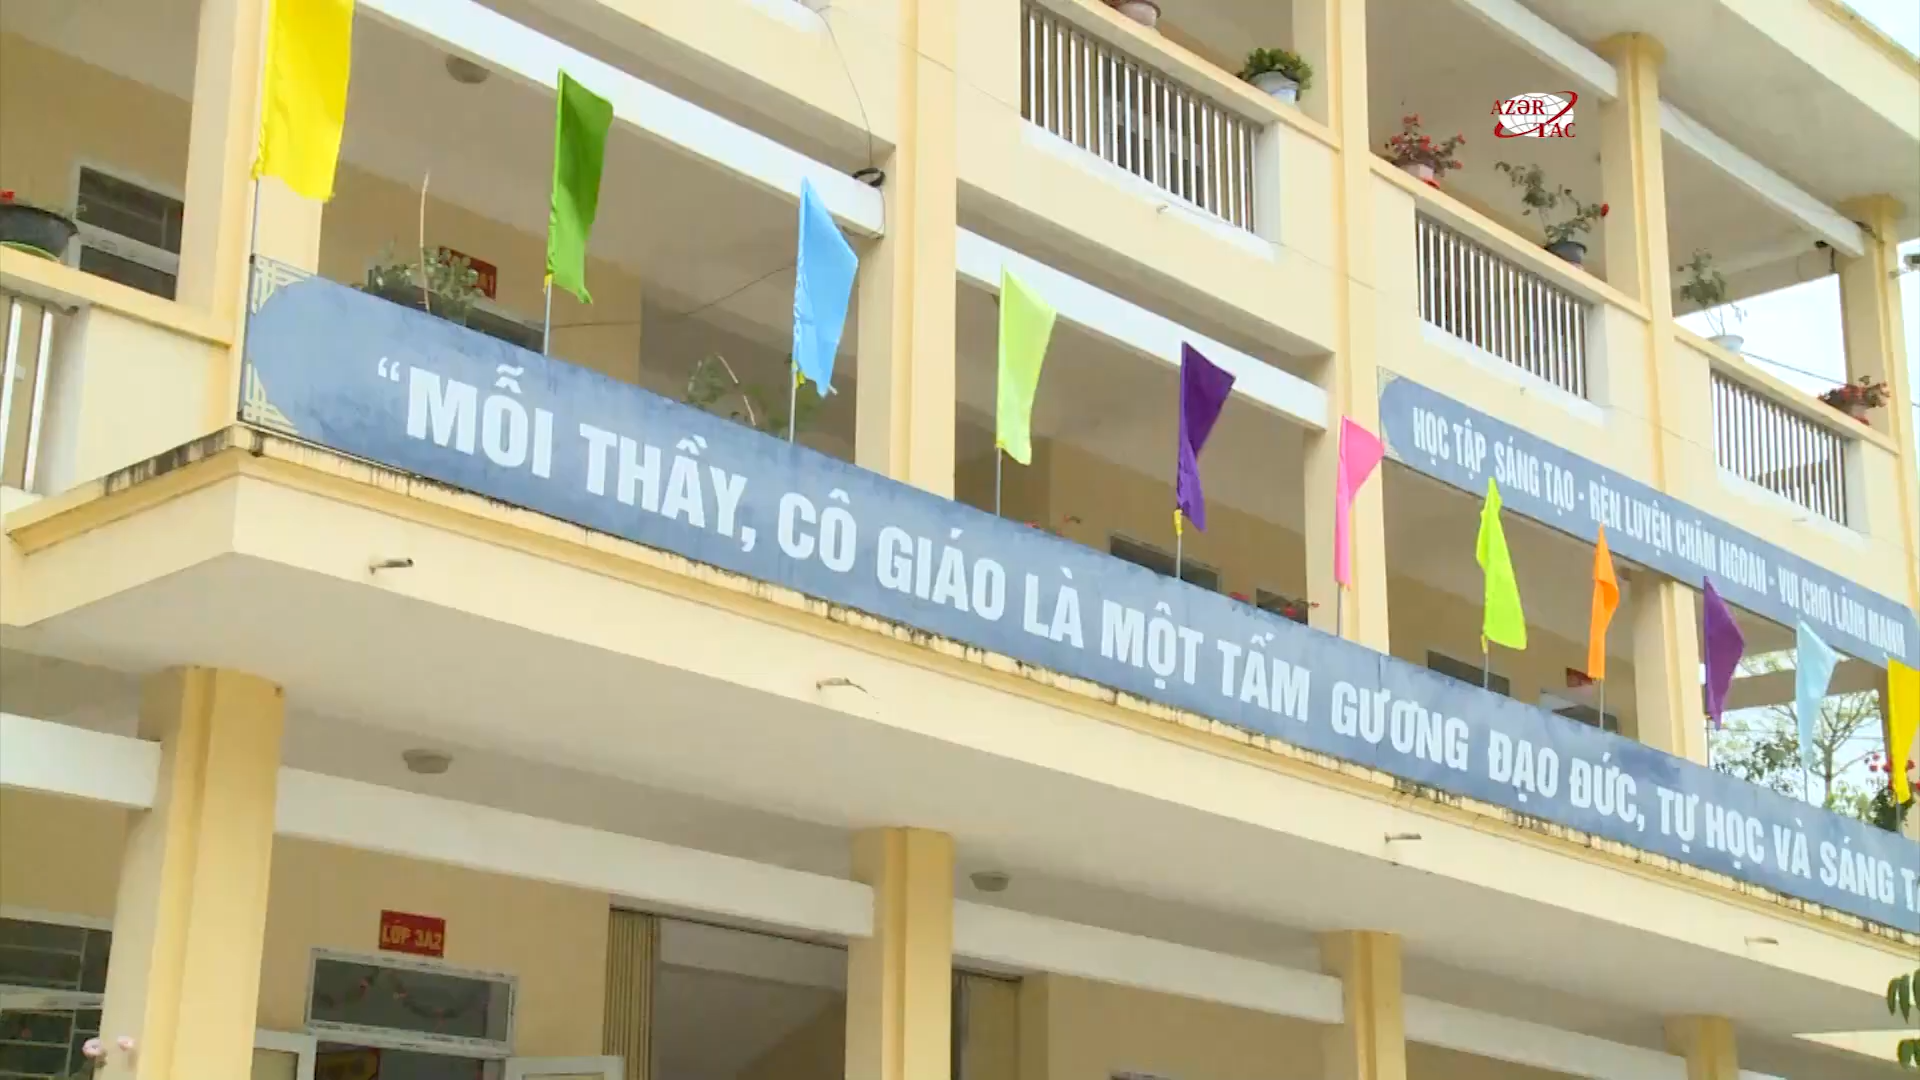 AZƏR
TAC
HỌC TẬP SÁNG TẠO - RÈN LUYỆN CHĂM NGOAN - VUI CHƠI LÀNH MẠNH
“MỖI THẦY, CÔ GIÁO LÀ MỘT TẤM GƯƠNG ĐẠO ĐỨC, TỰ HỌC VÀ SÁNG
LỚP 3A2